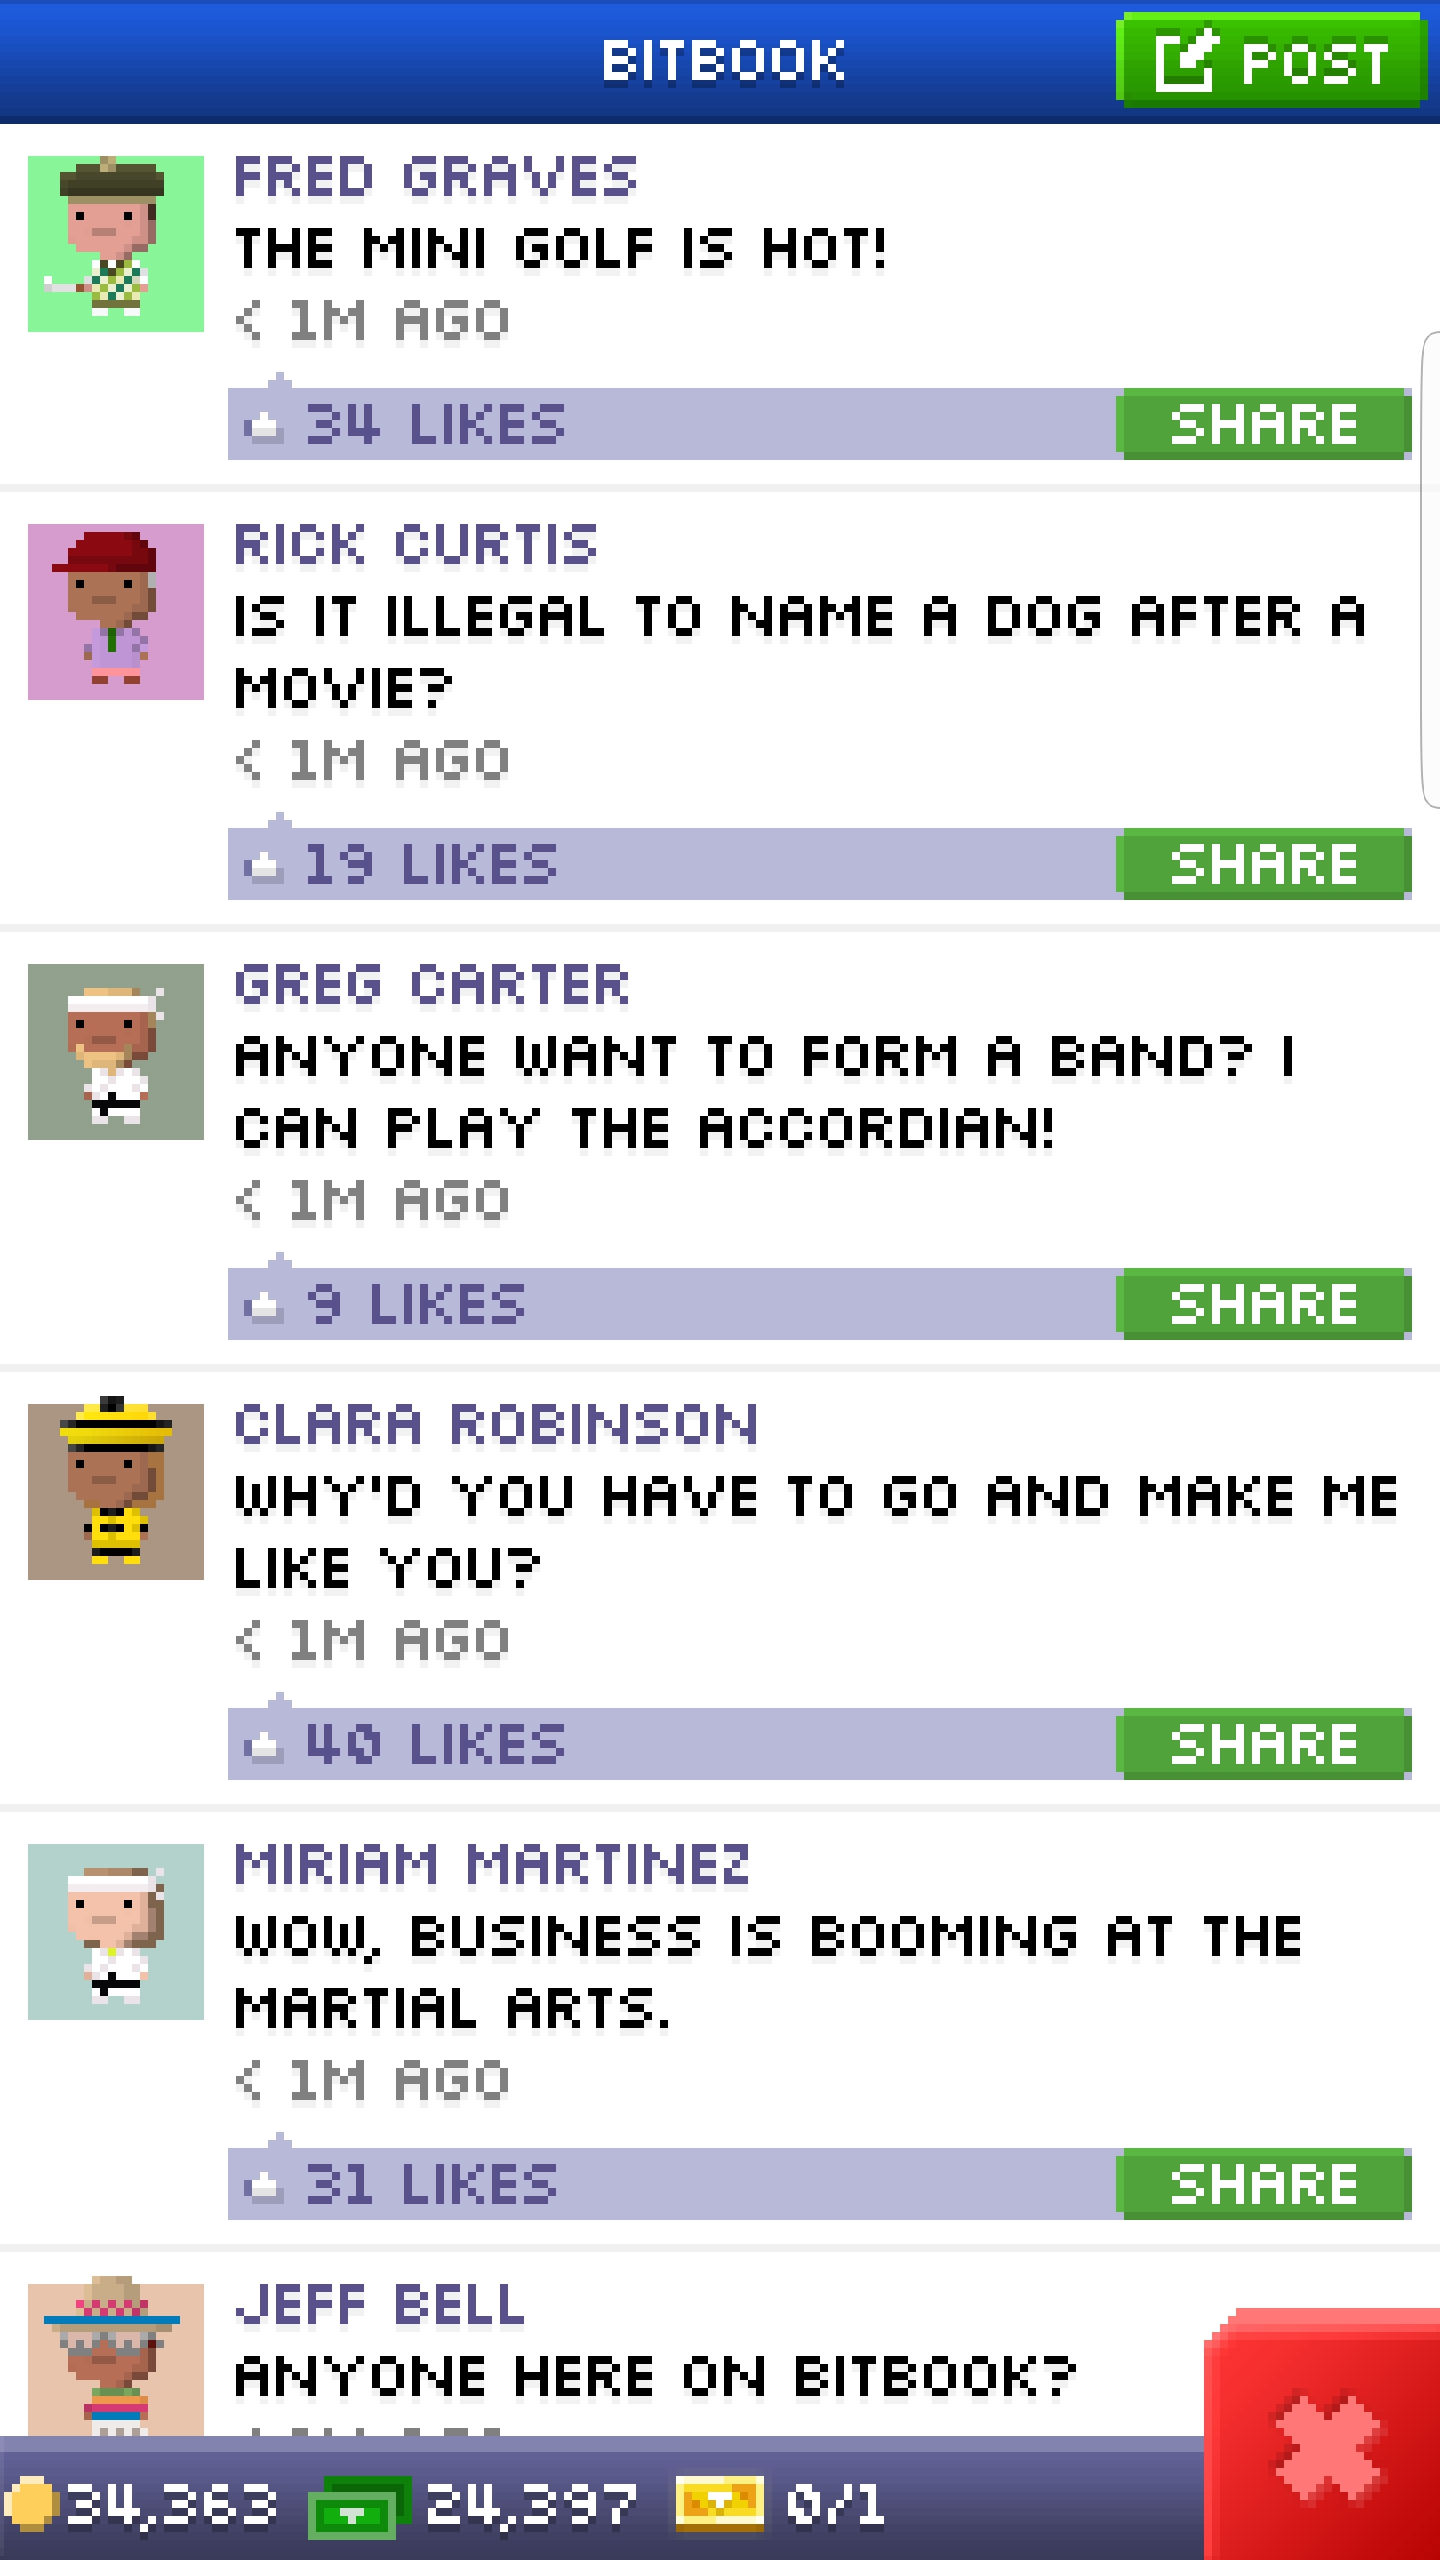 BITBOOK
POST
FRED GRAVES
THE MINI GOLF IS HOT!
< 1M AGO
34 LIKES
SHARE
RICK CURTIS
IS IT ILLEGAL TO NAME A DOG AFTER A
MOVIE?
< 1M AGO
19 LIKES
SHARE
GREG CARTER
ANYONE WANT TO FORM A BAND? I
CAN PLAY THE ACCORDIAN!
< 1M AGO
9 LIKES
SHARE
CLARA ROBINSON
WHY'D YOU HAVE TO GO AND MAKE ME
LIKE YOU?
< 1M AGO
40 LIKES
SHARE
MIRIAM MARTINEZ
WOW, BUSINESS IS BOOMING AT THE
MARTIAL ARTS.
< 1M AGO
31 LIKES
SHARE
JEFF BELL
ANYONE HERE ON BITBOOK?
34,363
24,397
0/1